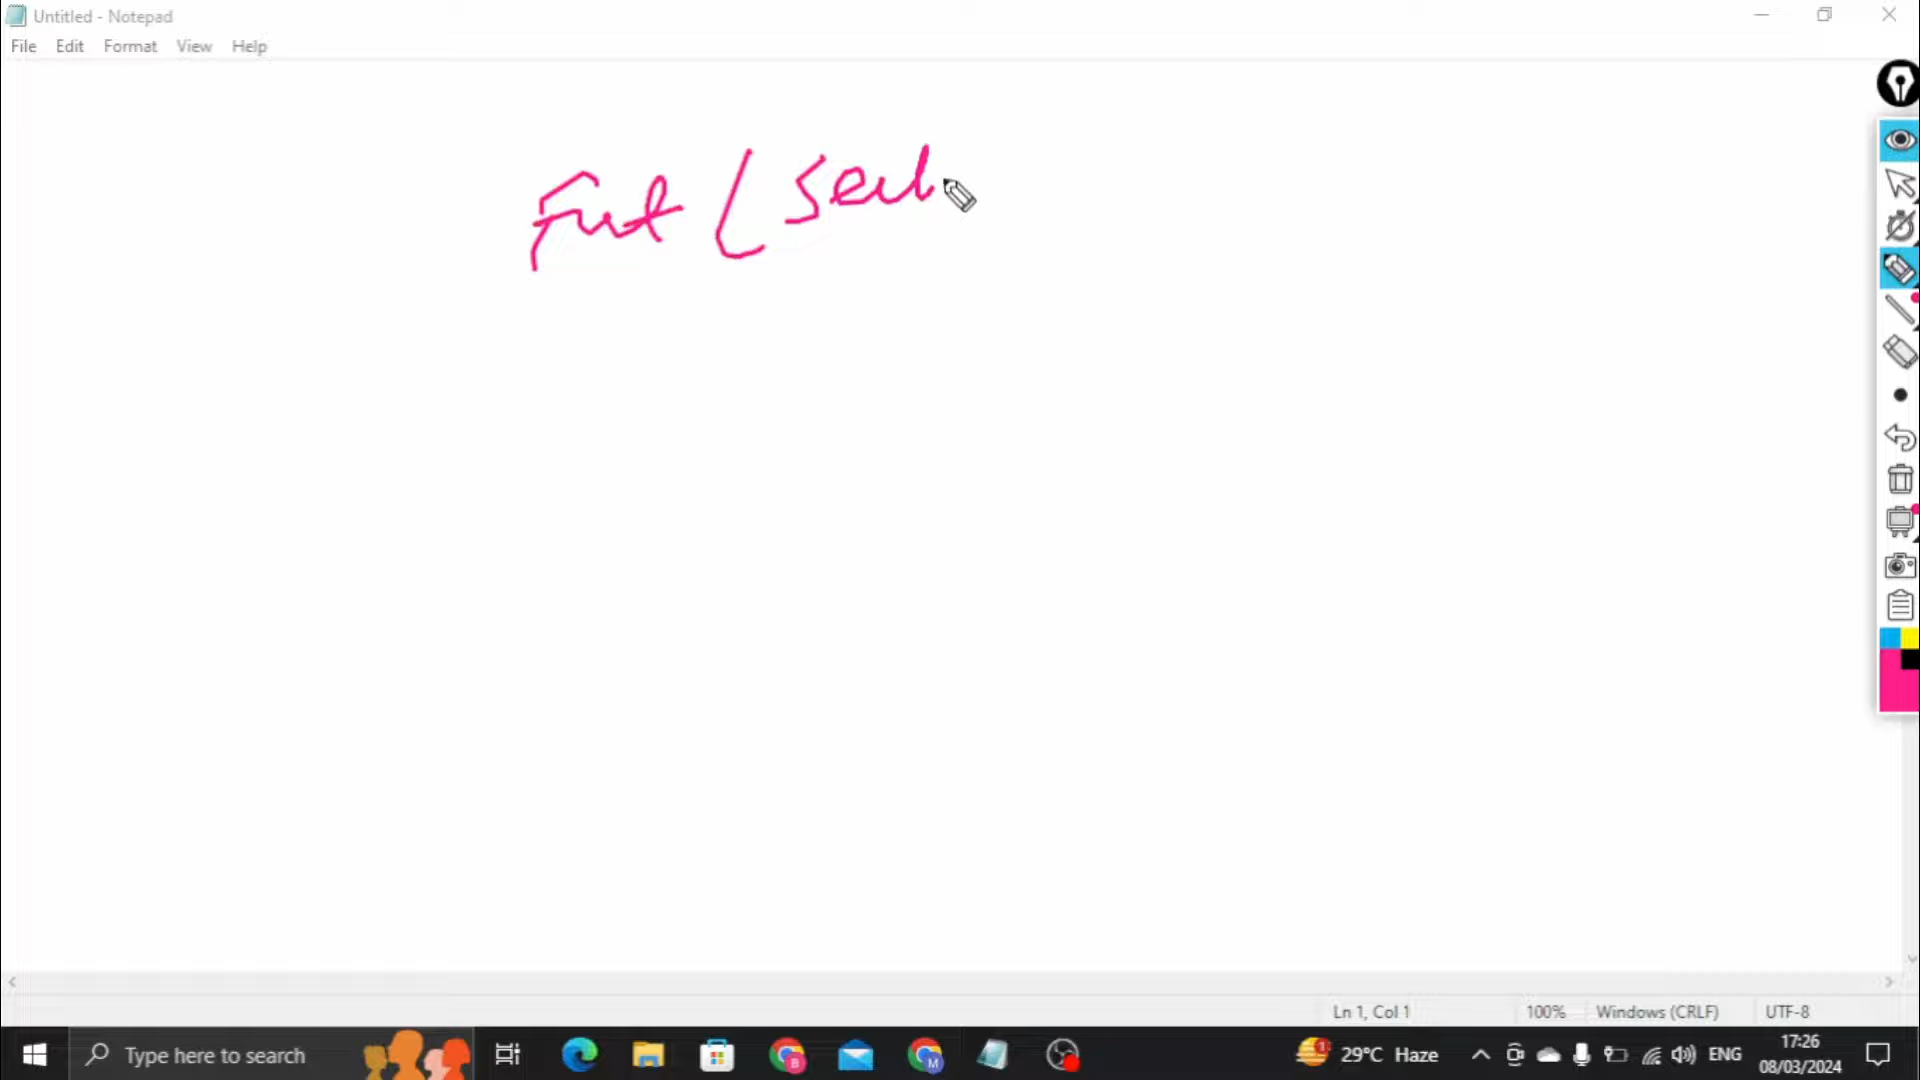 Untitled - Notepad
File Edit Format View Help
Fut (
Ln 1, Col 1 100% Windows (CRLF) UTF-8
Type here to search
1 29°C Haze ENG 17:26
08/03/2024